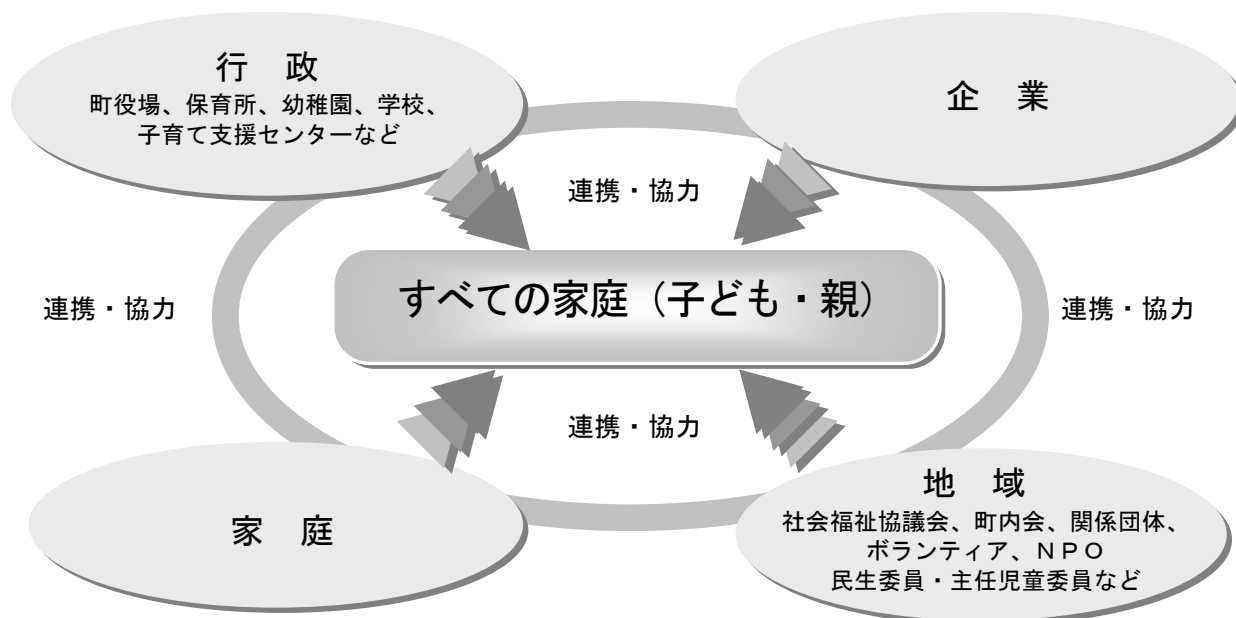 行　政
町役場、保育所、幼稚園、学校、
子育て支援センターなど
企　業
連携・協力
すべての家庭（子ども・親）
連携・協力
連携・協力
連携・協力
家　庭
地　域
社会福祉協議会、町内会、関係団体、
ボランティア、ＮＰＯ
民生委員・主任児童委員など